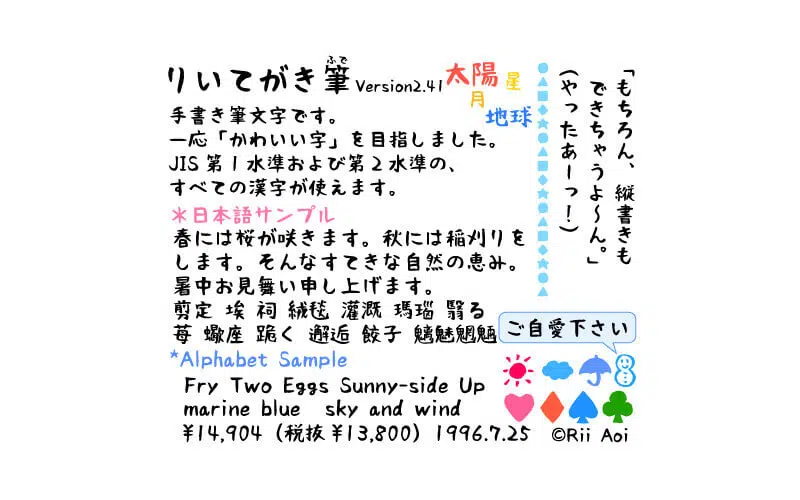 りいてがき筆 Version2.41
ふで
太陽 星
月
地球
手書き筆文字です。
一応「かわいい字」を目指しました。
JIS第1水準および第2水準の、
すべての漢字が使えます。
*日本語サンプル
春には桜が咲きます。秋には稲刈りを
します。そんなすてきな自然の恵み。
暑中お見舞い申し上げます。
剪定 埃 祠 絨毯 灌漑 瑪瑙 翳る
苺 蠍座 跪く 邂逅 餃子 魑魅魍魎
*Alphabet Sample
Fry Two Eggs Sunny-side Up
marine blue sky and wind
¥14,904 (税抜¥13,800) 1996.7.25
「もちろん、縦書きも
できちゃうよ〜ん。」
(やったあーっ!)
ご自愛下さい
©Rii Aoi